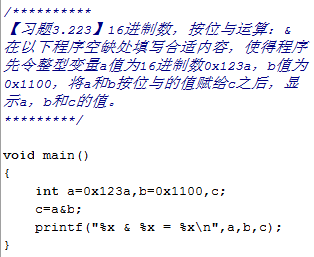 /**********
【习题3.223】16进制数，按位与运算：&
在以下程序空缺处填写合适内容，使得程序
先令整型变量a值为16进制数0x123a，b值为
0x1100，将a和b按位与的值赋给c之后，显
示a，b和c的值。
*********/
void main()
{
    int a=0x123a,b=0x1100,c;
    c=a&b;
    printf("%x & %x = %x\n",a,b,c);
}